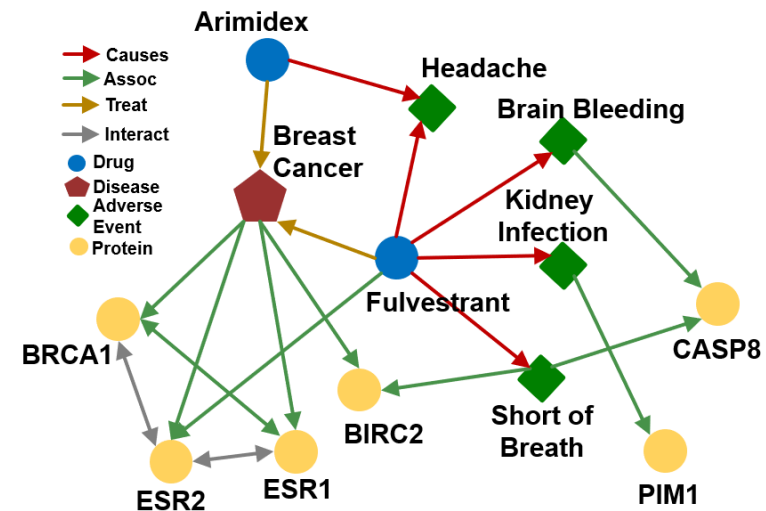 Arimidex
Causes
Assoc
Treat
Interact
Drug
Disease
Adverse
Event
Protein
Headache
Breast
Cancer
Brain Bleeding
Kidney
Infection
Fulvestrant
BRCA1
CASP8
BIRC2
Short of
Breath
ESR2
ESR1
PIM1